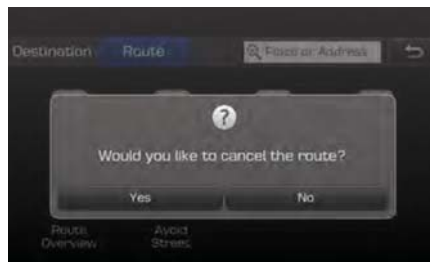 Destination
Route
Place or Address
?
Would you like to cancel the route?
Yes
No
Route
Overview
Avoid
Streets